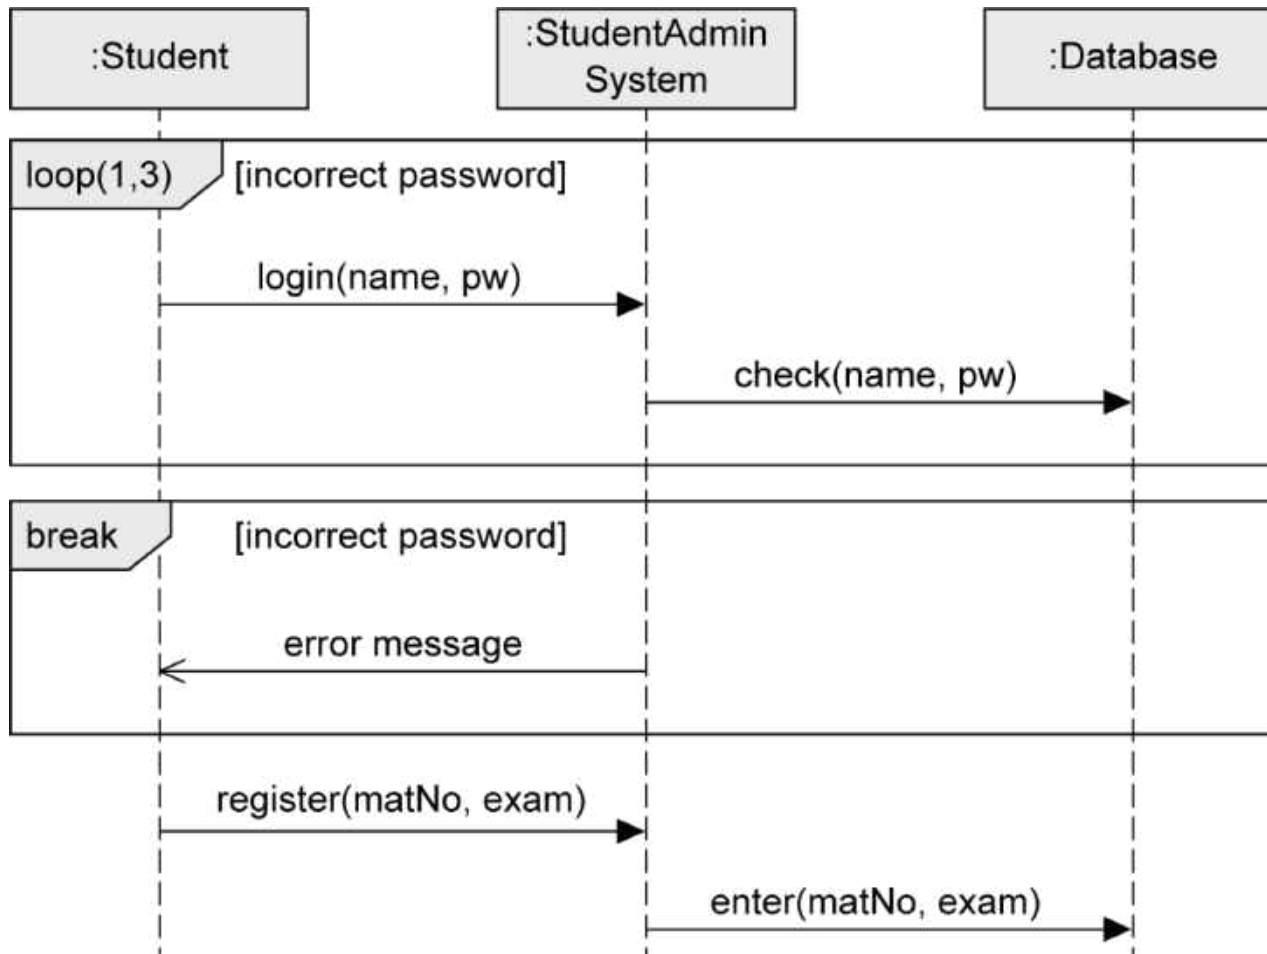 :Student
:StudentAdmin
System
:Database
loop(1,3)
[incorrect password]
login(name, pw)
check(name, pw)
break
[incorrect password]
error message
register(matNo, exam)
enter(matNo, exam)